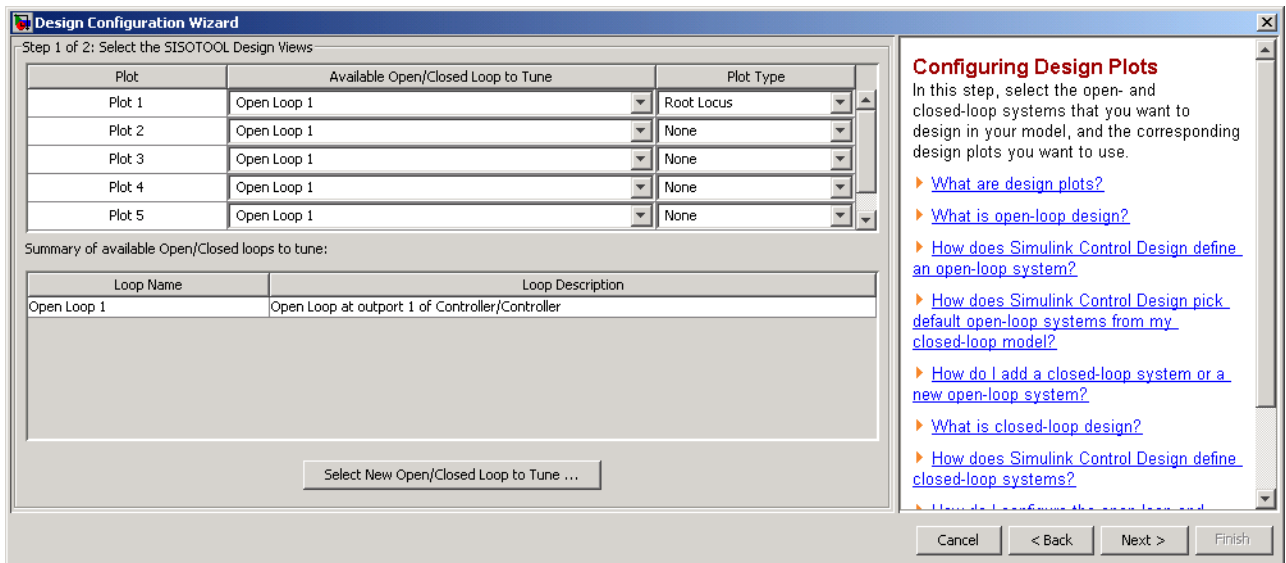 Design Configuration Wizard
Step 1 of 2: Select the SISOTOOL Design Views
Plot Available Open/Closed Loop to Tune Plot Type
Plot 1 Open Loop 1 Root Locus
Plot 2 Open Loop 1 None
Plot 3 Open Loop 1 None
Plot 4 Open Loop 1 None
Plot 5 Open Loop 1 None
Summary of available Open/Closed loops to tune:
Loop Name Loop Description
Open Loop 1 Open Loop at outport 1 of Controller/Controller
Select New Open/Closed Loop to Tune ...
Configuring Design Plots
In this step, select the open- and
closed-loop systems that you want to
design in your model, and the corresponding
design plots you want to use.
What are design plots?
What is open-loop design?
How does Simulink Control Design define
an open-loop system?
How does Simulink Control Design pick
default open-loop systems from my
closed-loop model?
How do I add a closed-loop system or a
new open-loop system?
What is closed-loop design?
How does Simulink Control Design define
closed-loop systems?
How do I configure the open-loop and
Cancel < Back Next > Finish